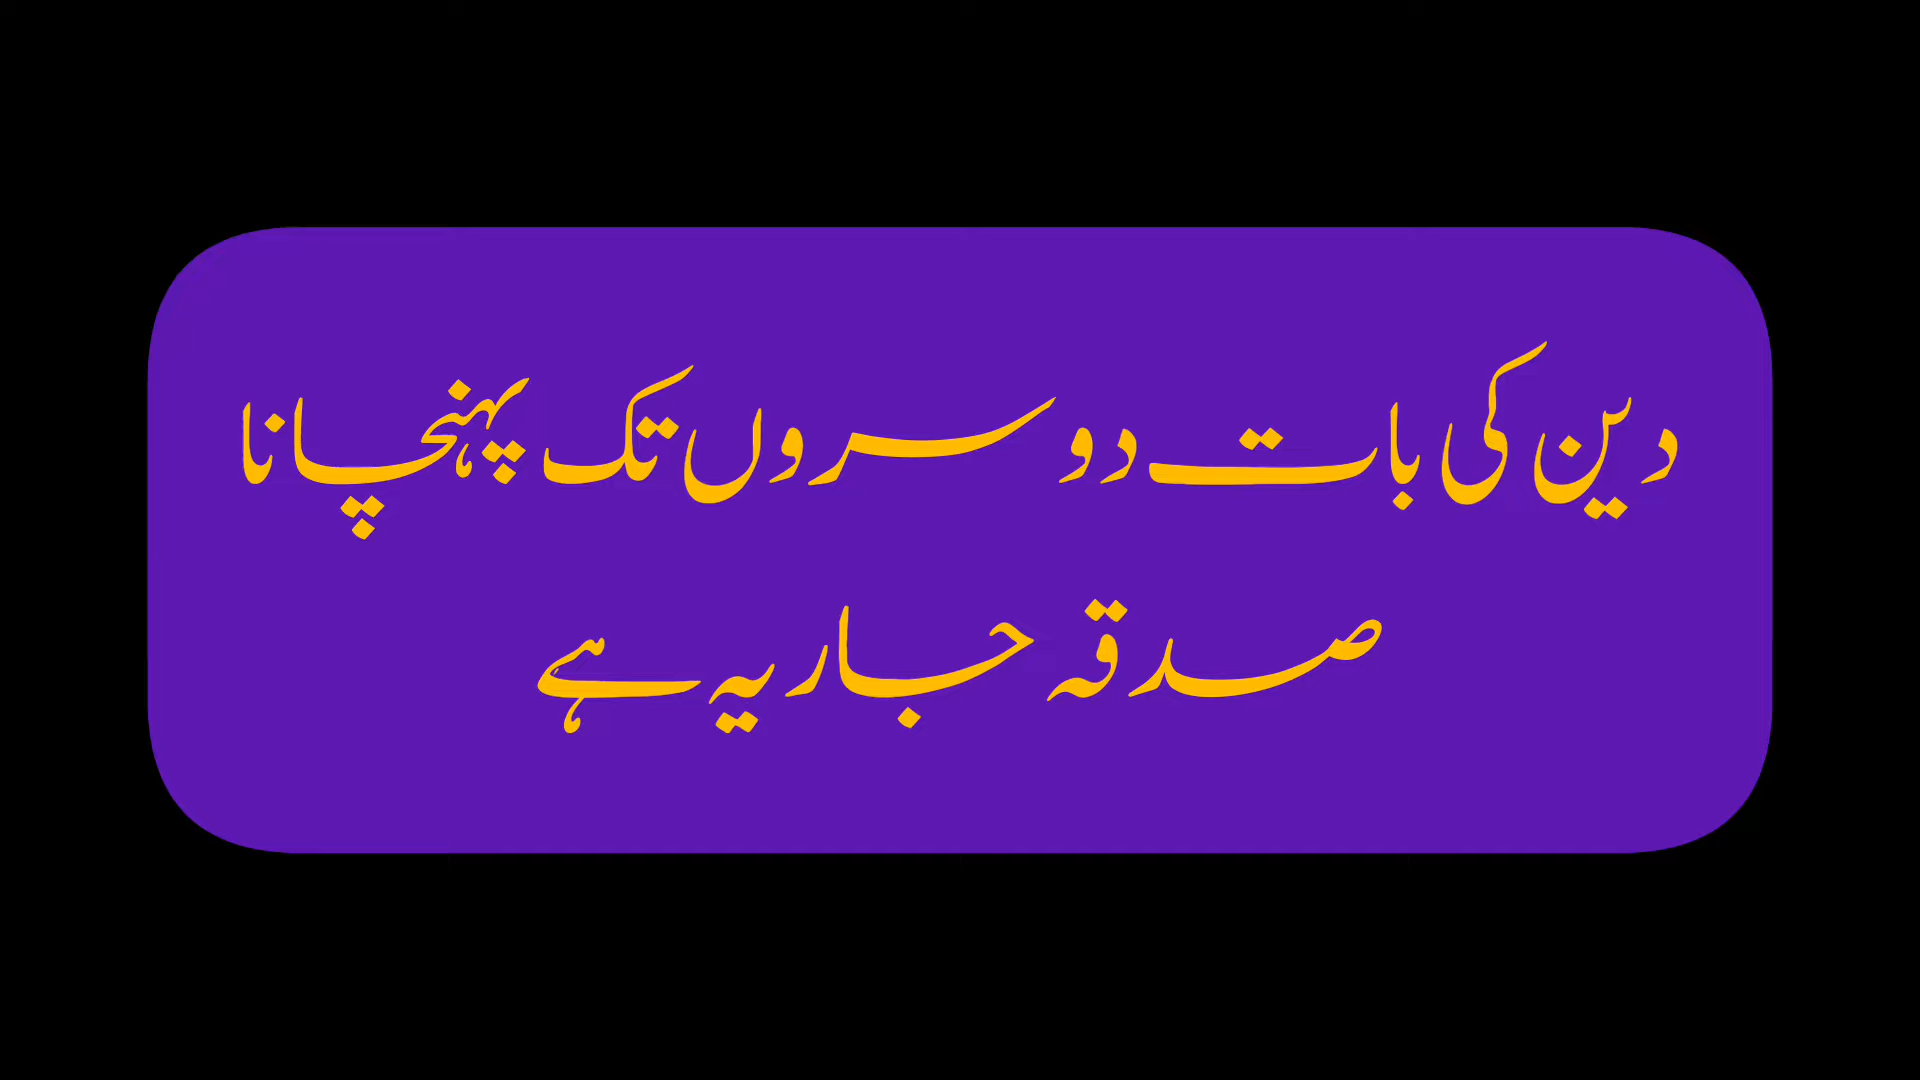 دین کی بات دوسروں تک پہنچانا
صدقہ جاریہ ہے